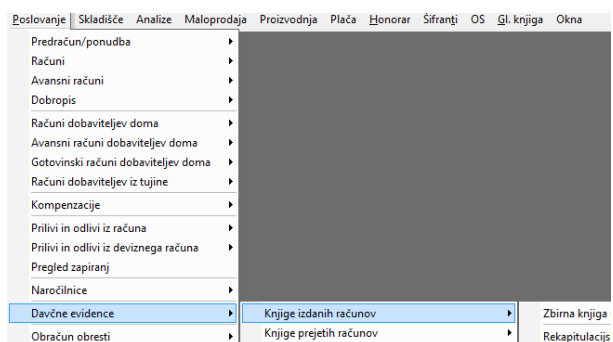 Poslovanje Skladišče Analize Maloprodaja Proizvodnja Plača Honorar Šifranti OS Gl. knjiga Okna
Predračun/ponudba
Računi
Avansni računi
Dobropis
Računi dobaviteljev doma
Avansni računi dobaviteljev doma
Gotovinski računi dobaviteljev doma
Računi dobaviteljev iz tujine
Kompenzacije
Prilivi in odlivi iz računa
Prilivi in odlivi iz deviznega računa
Pregled zapiranj
Naročilnice
Davčne evidence Knjige izdanih računov Zbirna knjiga
Obračun obresti Knjige prejetih računov Rekapitulacijs